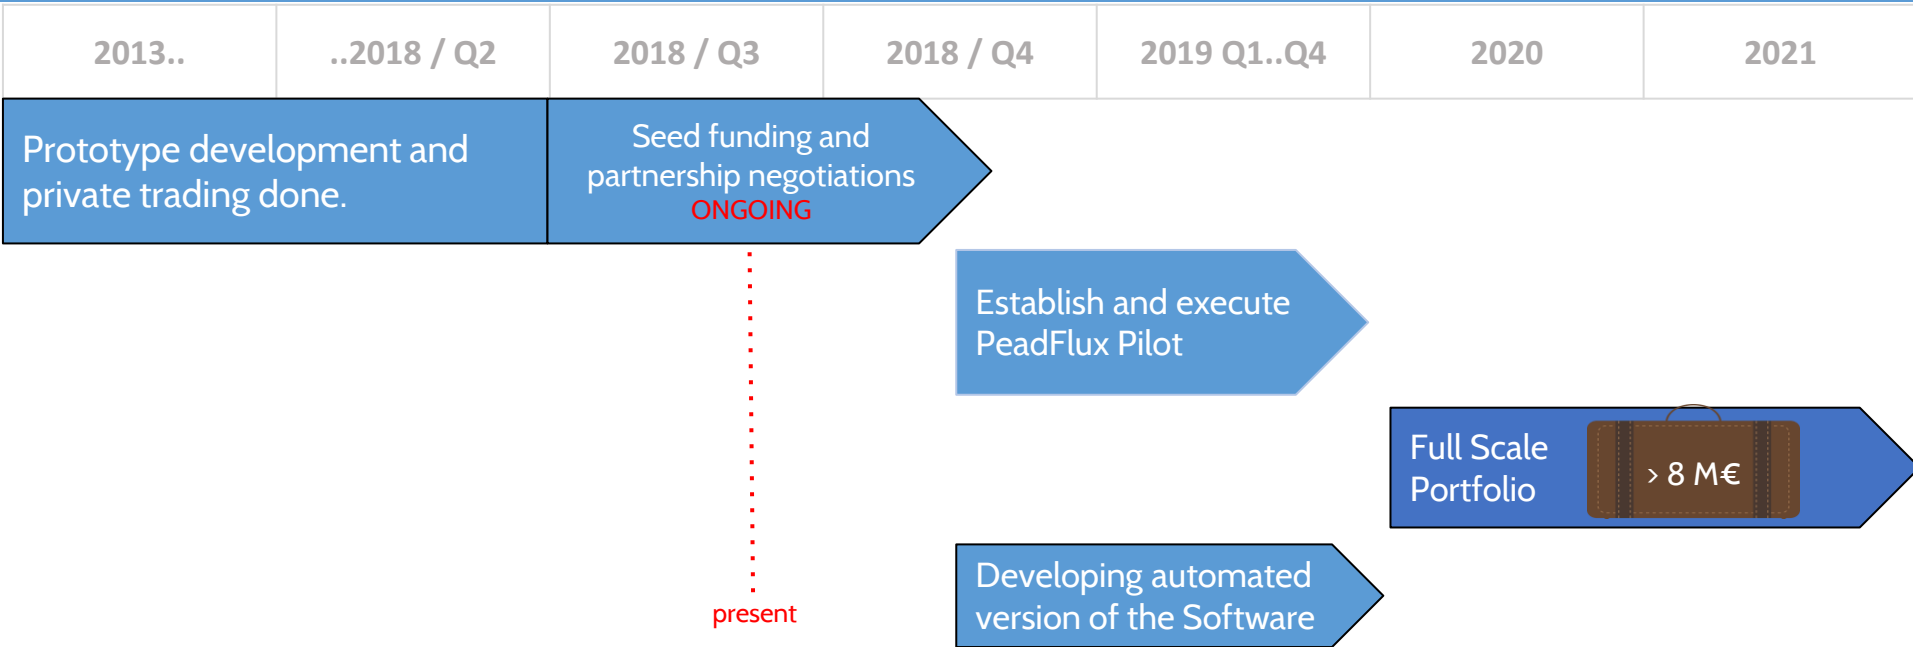 2013..
..2018 / Q2
2018 / Q3
2018 / Q4
2019 Q1..Q4
2020
2021
Prototype development and
private trading done.
Seed funding and
partnership negotiations
ONGOING
Establish and execute
PeadFlux Pilot
Full Scale
Portfolio
> 8 M€
Developing automated
version of the Software
present